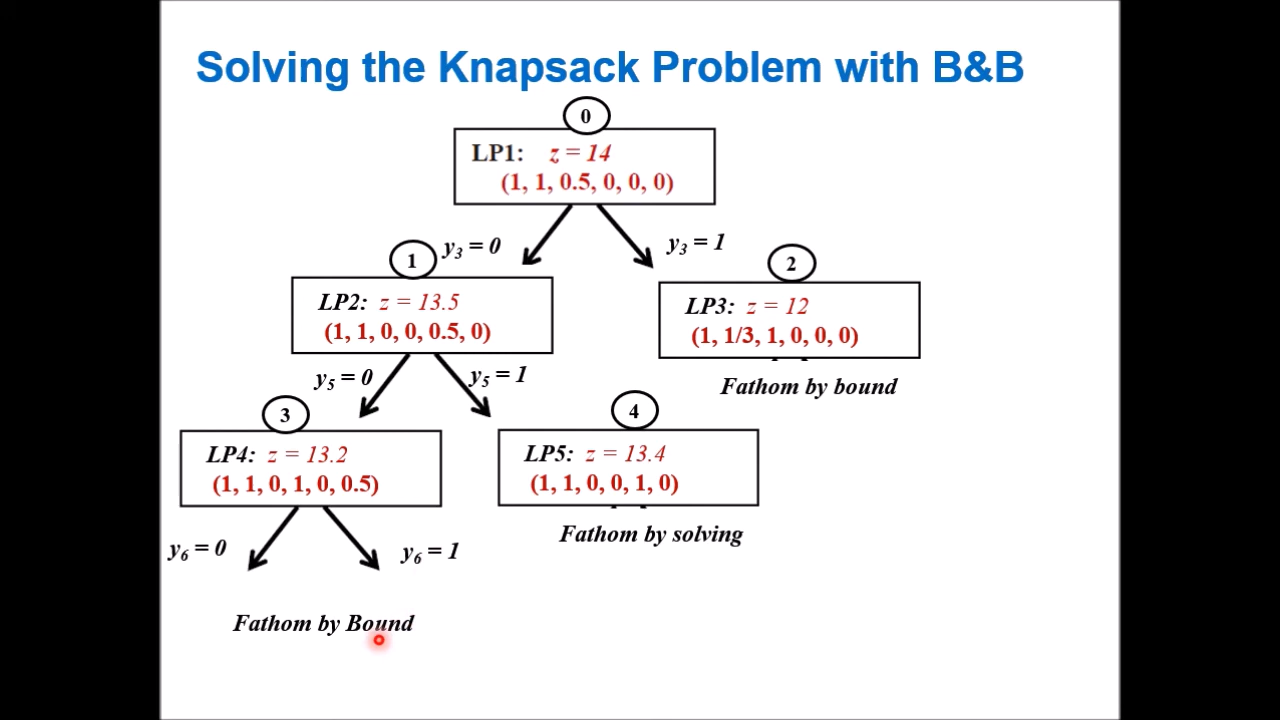 Solving the Knapsack Problem with B&B
0
LP1: z = 14
(1, 1, 0.5, 0, 0, 0)
y3 = 0
y3 = 1
1
LP2: z = 13.5
(1, 1, 0, 0, 0.5, 0)
2
LP3: z = 12
(1, 1/3, 1, 0, 0, 0)
Fathom by bound
y5 = 0
y5 = 1
3
LP4: z = 13.2
(1, 1, 0, 1, 0, 0.5)
4
LP5: z = 13.4
(1, 1, 0, 0, 1, 0)
Fathom by solving
y6 = 0
y6 = 1
Fathom by Bound